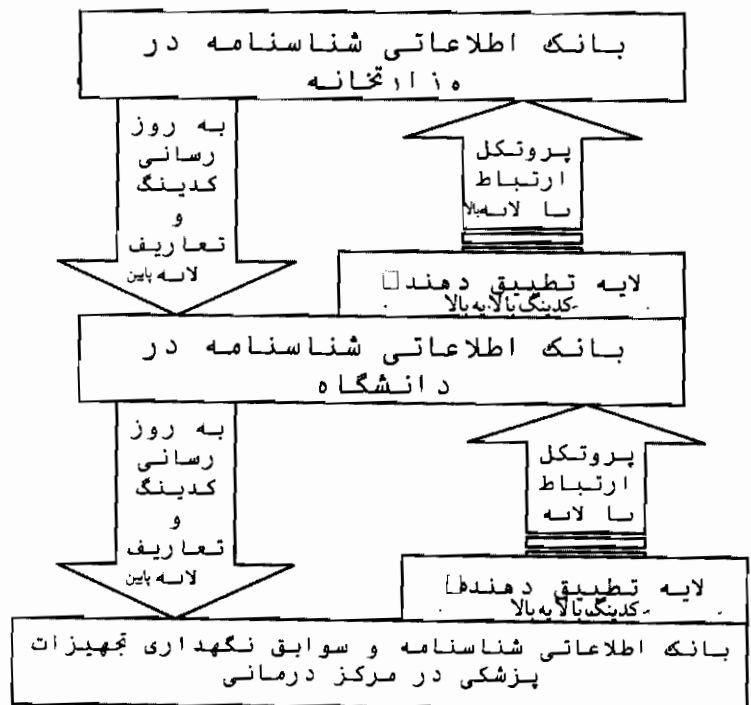 بانک اطلاعاتی شناسنامه در
وزارتخانه
به روز
رسانی
کدینگ
و
تعاریف
لایه پایین
پروتکل
ارتباط
با لایه بالا
لایه تطبیق دهنده
کدینگ با لایه بالا
بانک اطلاعاتی شناسنامه در
دانشگاه
به روز
رسانی
کدینگ
و
تعاریف
لایه پایین
پروتکل
ارتباط
با لایه
لایه تطبیق دهنده
کدینگ با لایه بالا
بانک اطلاعاتی شناسنامه و سوابق نگهداری تجهیزات
پزشکی در مرکز درمانی